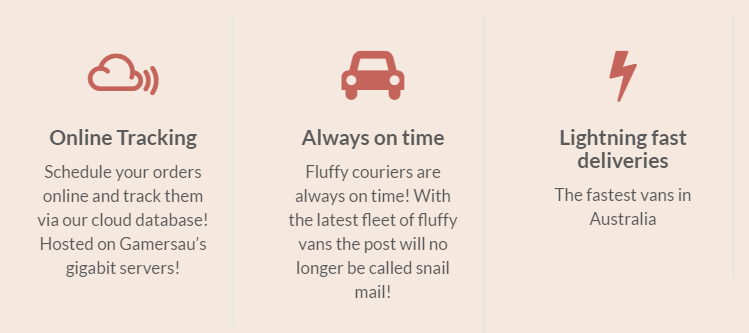 Online Tracking
Schedule your orders
online and track them
via our cloud database!
Hosted on Gamersau's
gigabit servers!
Always on time
Fluffy couriers are
always on time! With
the latest fleet of fluffy
vans the post will no
longer be called snail
mail!
Lightning fast
deliveries
The fastest vans in
Australia